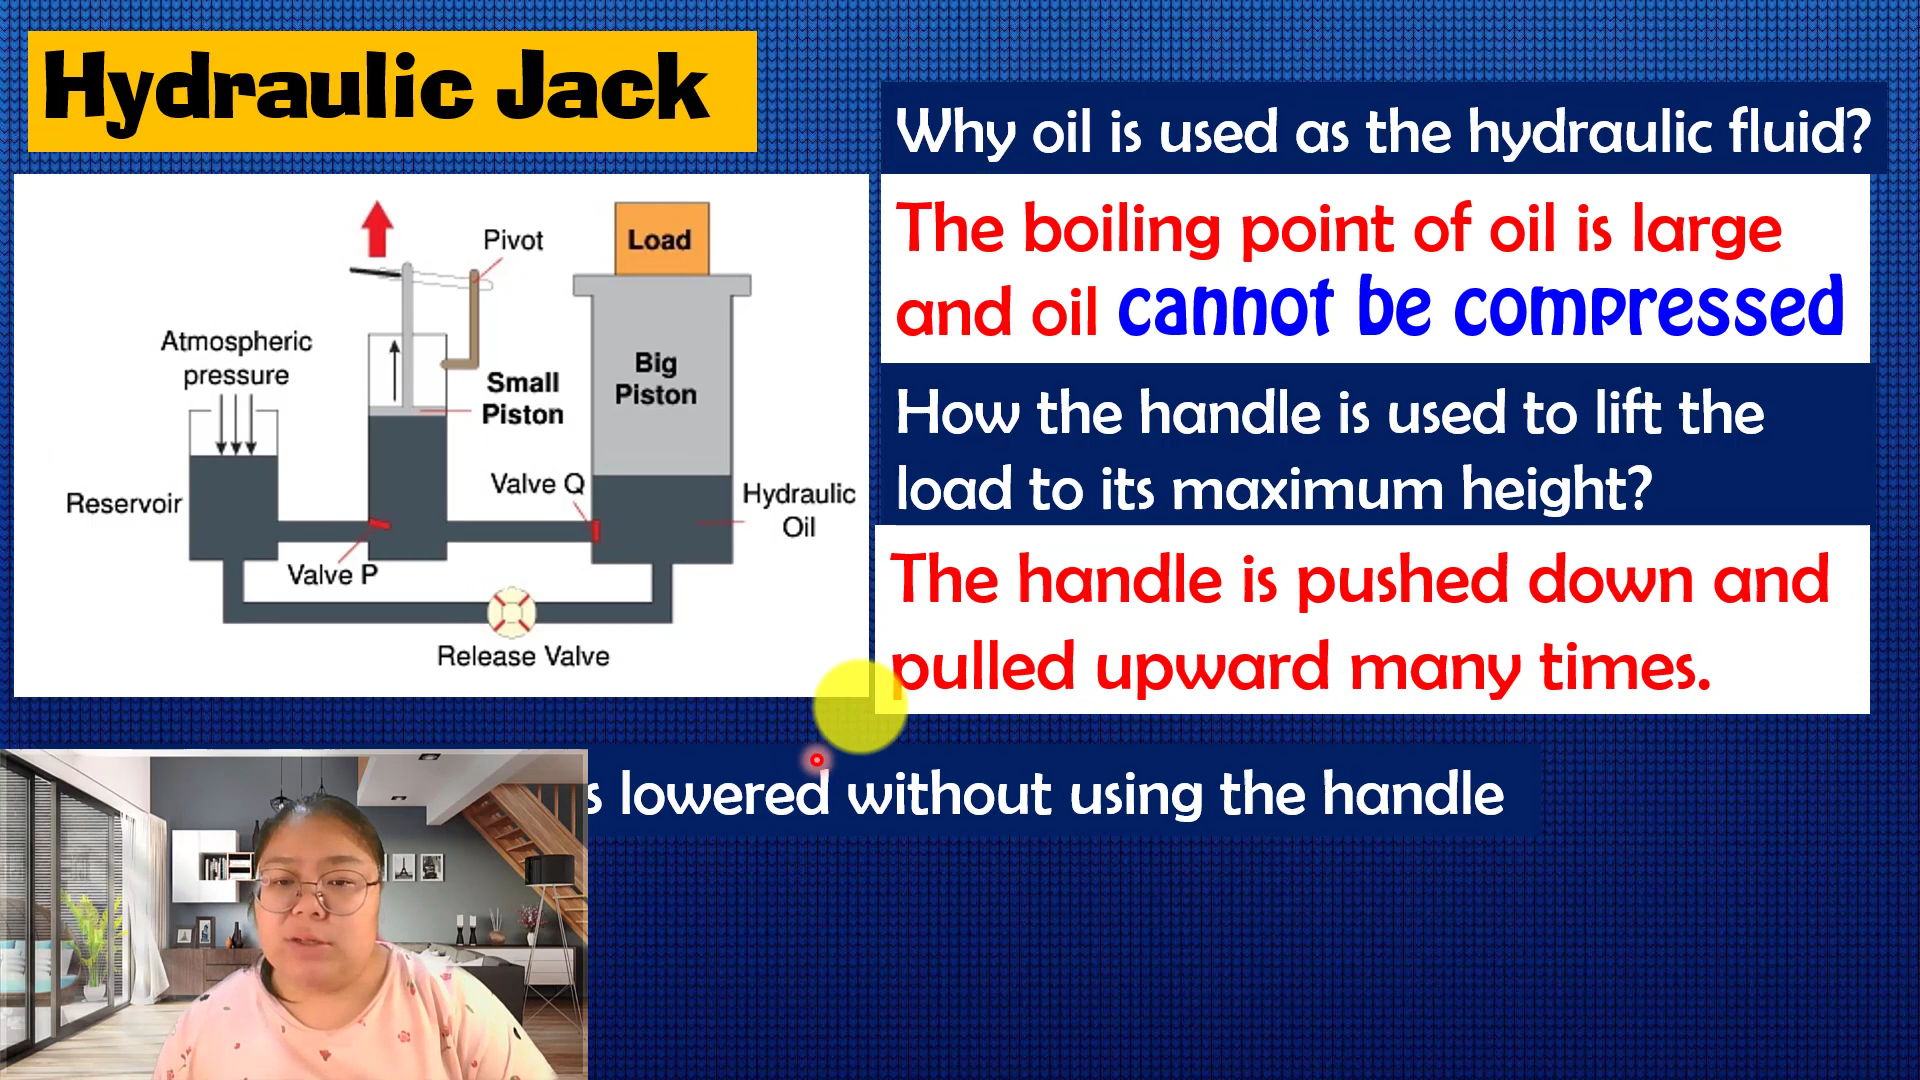 Hydraulic Jack
Why oil is used as the hydraulic fluid?
The boiling point of oil is large
and oil cannot be compressed
How the handle is used to lift the
load to its maximum height?
The handle is pushed down and
pulled upward many times.
s lowered without using the handle
Pivot
Load
Atmospheric
pressure
Small
Piston
Big
Piston
Reservoir
Valve Q
Hydraulic
Oil
Valve P
Release Valve